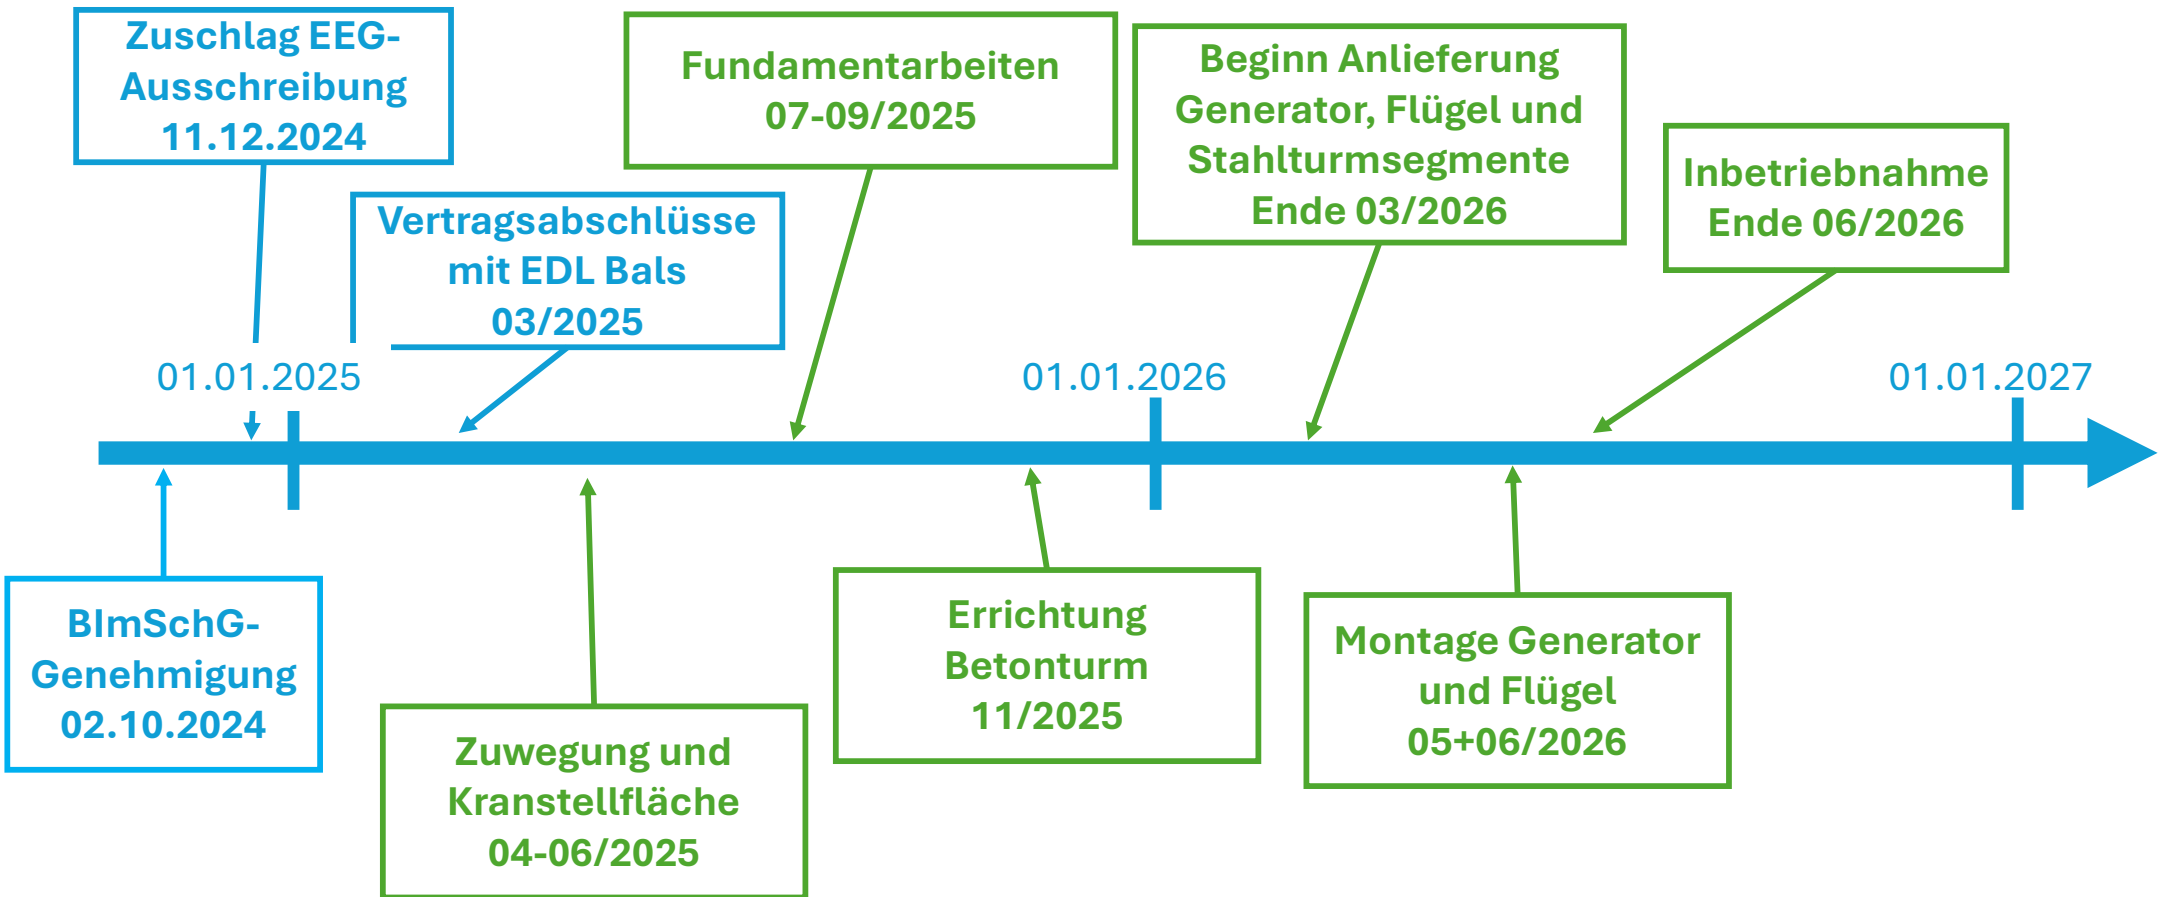 Zuschlag EEG-
Ausschreibung
11.12.2024
Vertragsabschlüsse
mit EDL Bals
03/2025
Fundamentarbeiten
07-09/2025
Beginn Anlieferung
Generator, Flügel und
Stahlturmsegmente
Ende 03/2026
Inbetriebnahme
Ende 06/2026
01.01.2025
01.01.2026
01.01.2027
BImSchG-
Genehmigung
02.10.2024
Zuwegung und
Kranstellfläche
04-06/2025
Errichtung
Betonturm
11/2025
Montage Generator
und Flügel
05+06/2026